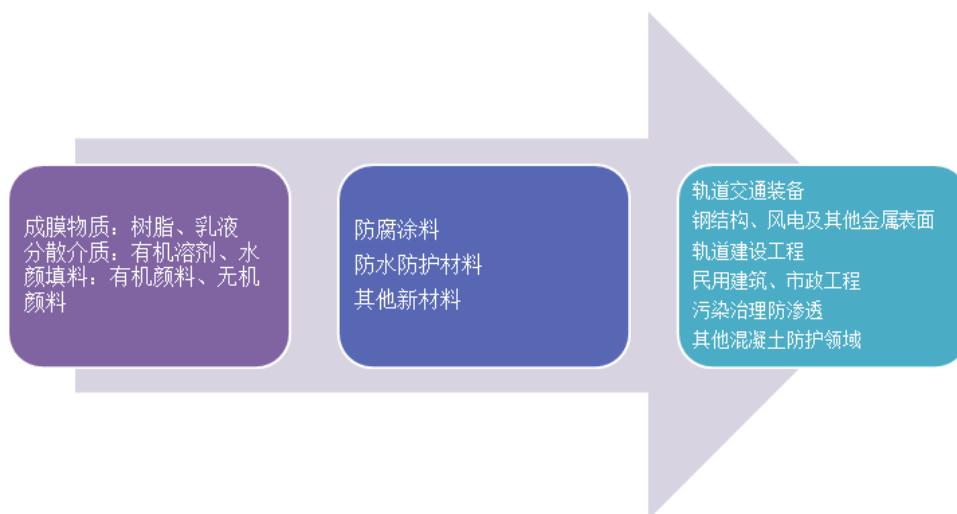 成膜物质：树脂、乳液
分散介质：有机溶剂、水
颜填料：有机颜料、无机
颜料
防腐涂料
防水防护材料
其他新材料
轨道交通装备
钢结构、风电及其他金属表面
轨道建设工程
民用建筑、市政工程
污染治理防渗透
其他混凝土防护领域